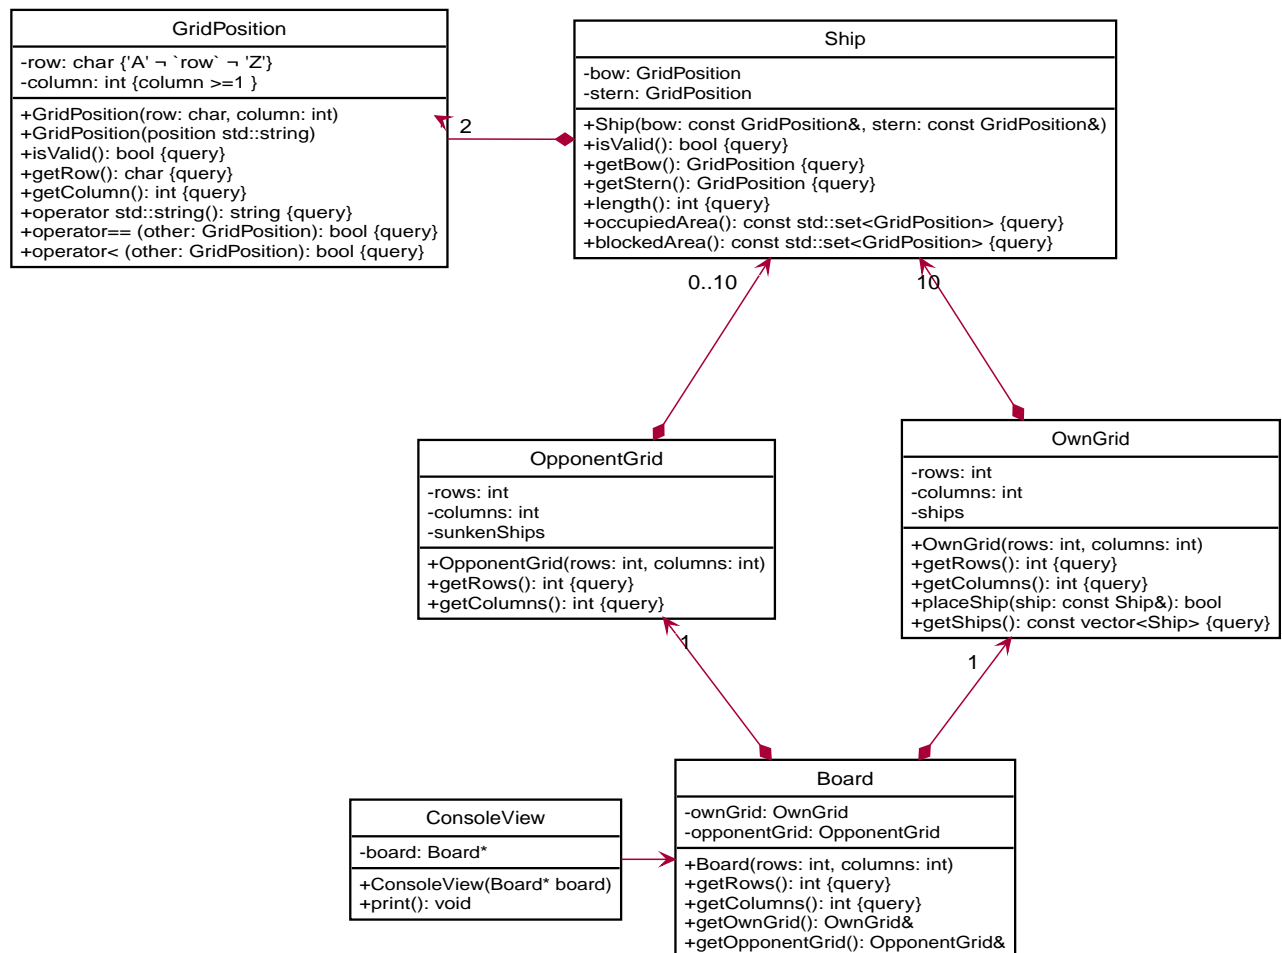 GridPosition
-row: char {'A' ¬ `row` ¬ 'Z'}
-column: int {column >=1 }
+GridPosition(row: char, column: int)
+GridPosition(position std::string)
+isValid(): bool {query}
+getRow(): char {query}
+getColumn(): int {query}
+operator std::string(): string {query}
+operator== (other: GridPosition): bool {query}
+operator< (other: GridPosition): bool {query}
2
Ship
-bow: GridPosition
-stern: GridPosition
+Ship(bow: const GridPosition&, stern: const GridPosition&)
+isValid(): bool {query}
+getBow(): GridPosition {query}
+getStern(): GridPosition {query}
+length(): int {query}
+occupiedArea(): const std::set<GridPosition> {query}
+blockedArea(): const std::set<GridPosition> {query}
0..10
10
OpponentGrid
-rows: int
-columns: int
-sunkenShips
+OpponentGrid(rows: int, columns: int)
+getRows(): int {query}
+getColumns(): int {query}
1
OwnGrid
-rows: int
-columns: int
-ships
+OwnGrid(rows: int, columns: int)
+getRows(): int {query}
+getColumns(): int {query}
+placeShip(ship: const Ship&): bool
+getShips(): const vector<Ship> {query}
1
ConsoleView
-board: Board*
+ConsoleView(Board* board)
+print(): void
Board
-ownGrid: OwnGrid
-opponentGrid: OpponentGrid
+Board(rows: int, columns: int)
+getRows(): int {query}
+getColumns(): int {query}
+getOwnGrid(): OwnGrid&
+getOpponentGrid(): OpponentGrid&